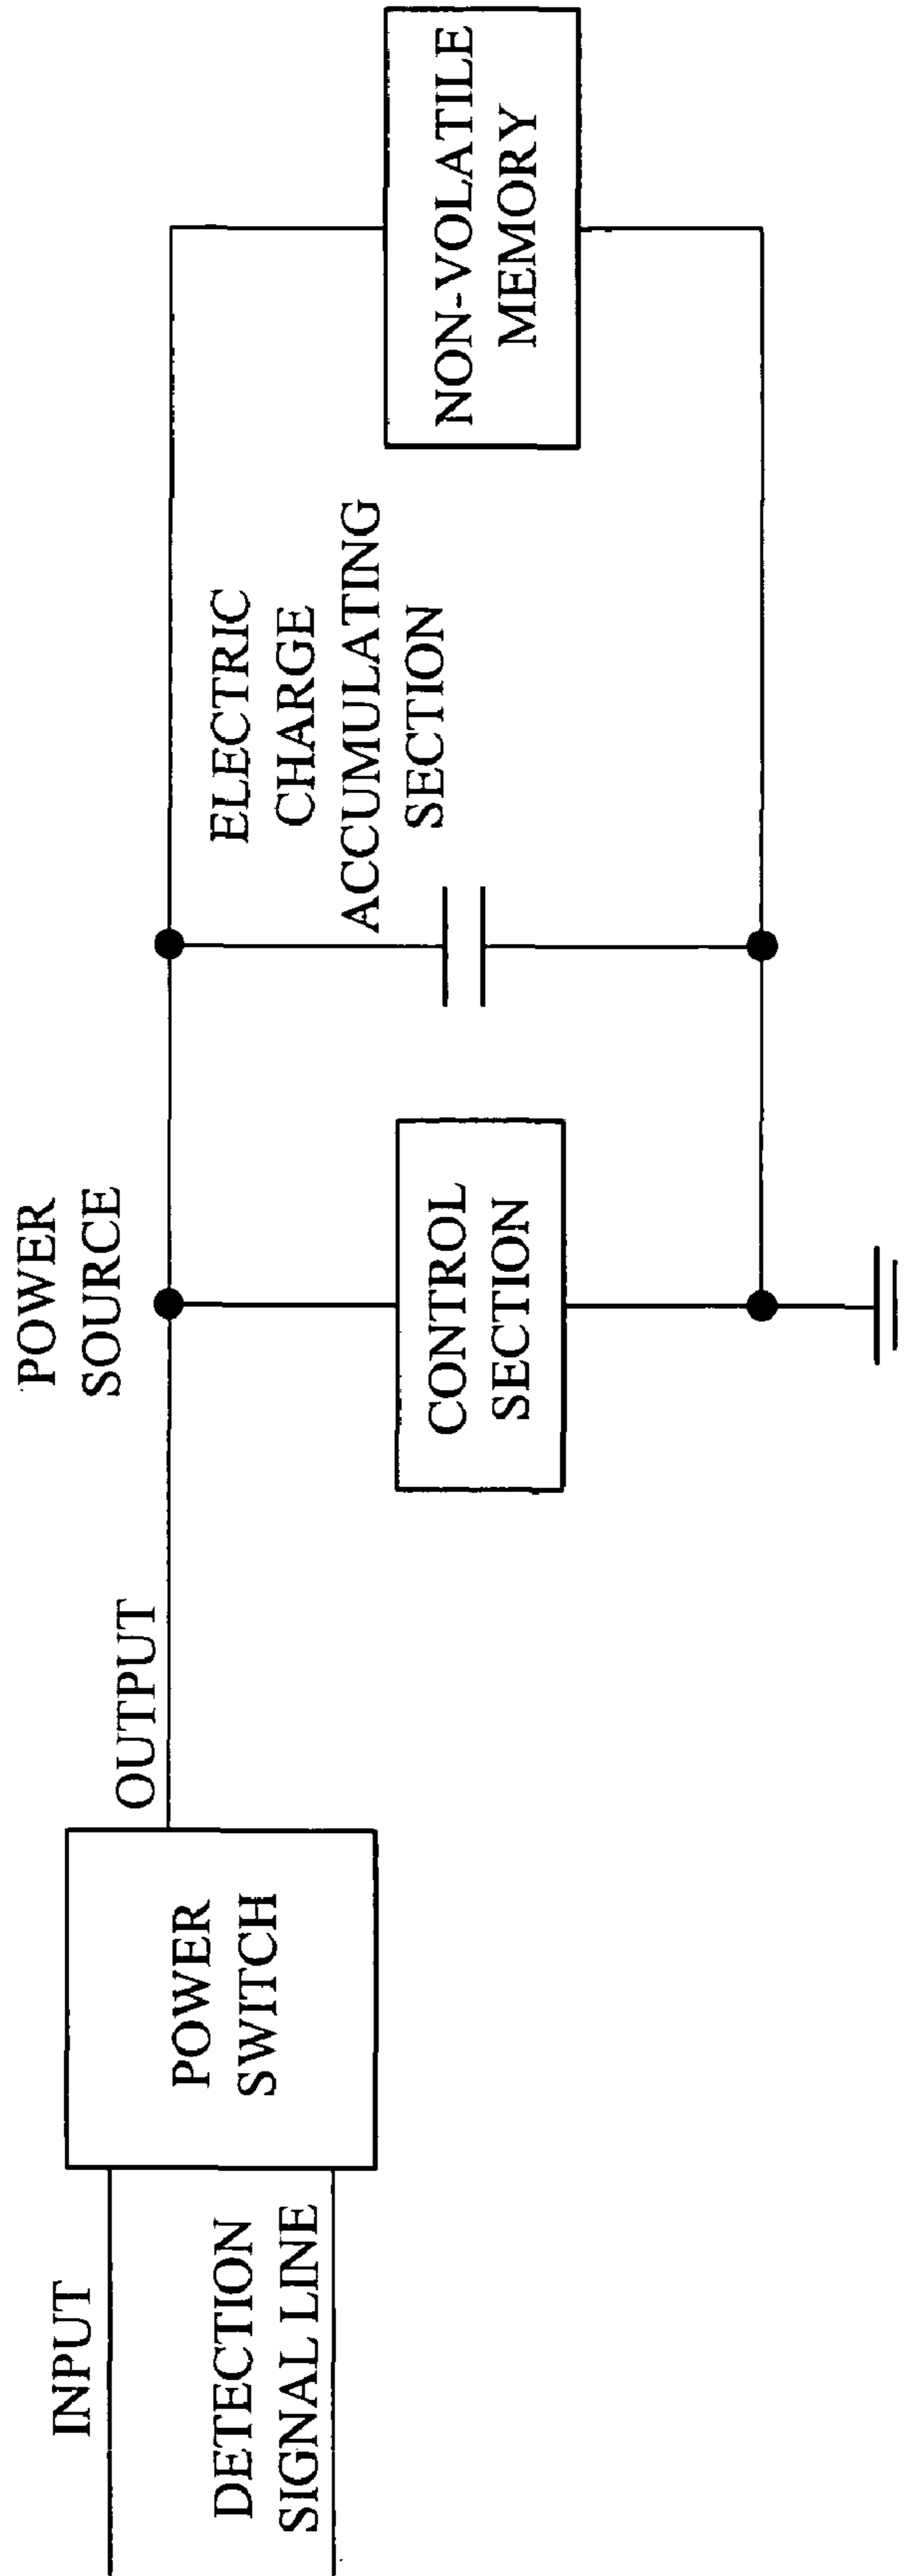 INPUT
DETECTION
SIGNAL LINE
POWER
SWITCH
OUTPUT
POWER
SOURCE
CONTROL
SECTION
ELECTRIC
CHARGE
ACCUMULATING
SECTION
NON-VOLATILE
MEMORY